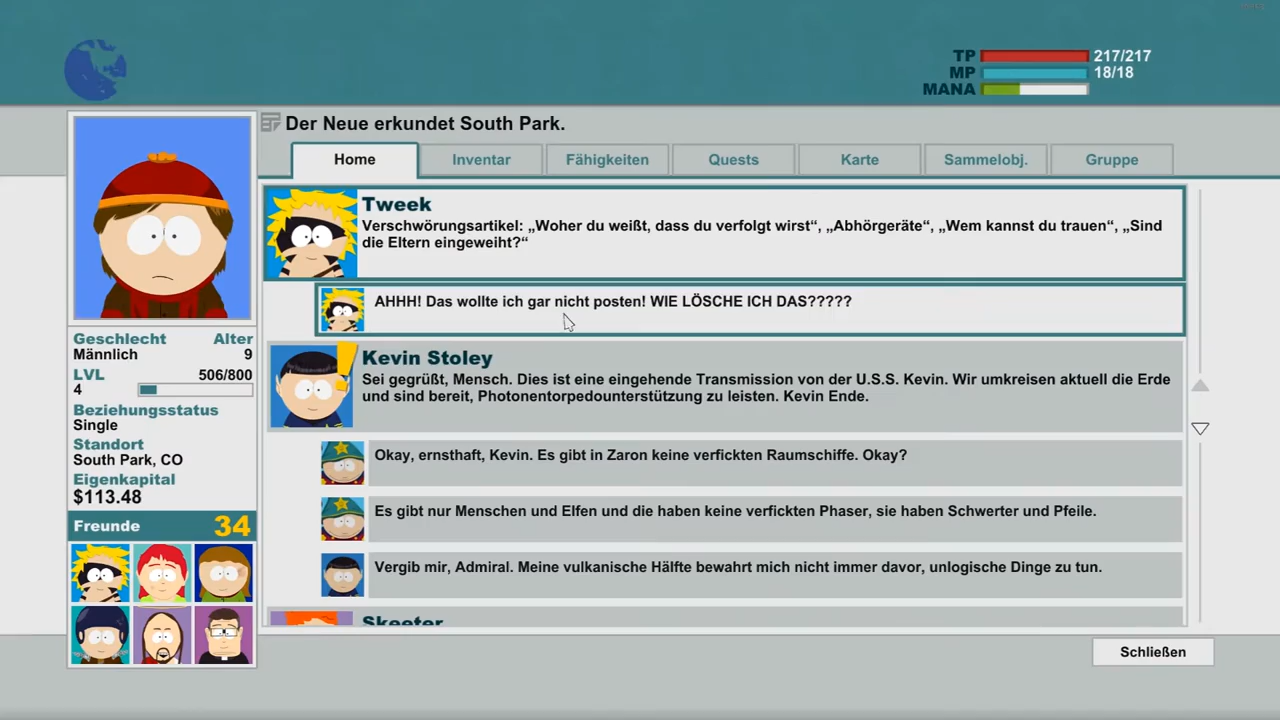 TP 217/217
MP 18/18
MANA
Der Neue erkundet South Park.
Home Inventar Fähigkeiten Quests Karte Sammelobj. Gruppe
Geschlecht Alter
Männlich 9
LVL 506/800
4
Beziehungsstatus
Single
Standort
South Park, CO
Eigenkapital
$113.48
Freunde 34
Tweek
Verschwörungsartikel: „Woher du weißt, dass du verfolgt wirst“, „Abhörgeräte“, „Wem kannst du trauen“, „Sind
die Eltern eingeweiht?“
AHHH! Das wollte ich gar nicht posten! WIE LÖSCHE ICH DAS?????
Kevin Stoley
Sei gegrüßt, Mensch. Dies ist eine eingehende Transmission von der U.S.S. Kevin. Wir umkreisen aktuell die Erde
und sind bereit, Photonentorpedounterstützung zu leisten. Kevin Ende.
Okay, ernsthaft, Kevin. Es gibt in Zaron keine verfickten Raumschiffe. Okay?
Es gibt nur Menschen und Elfen und die haben keine verfickten Phaser, sie haben Schwerter und Pfeile.
Vergib mir, Admiral. Meine vulkanische Hälfte bewahrt mich nicht immer davor, unlogische Dinge zu tun.
Skeeter
Schließen